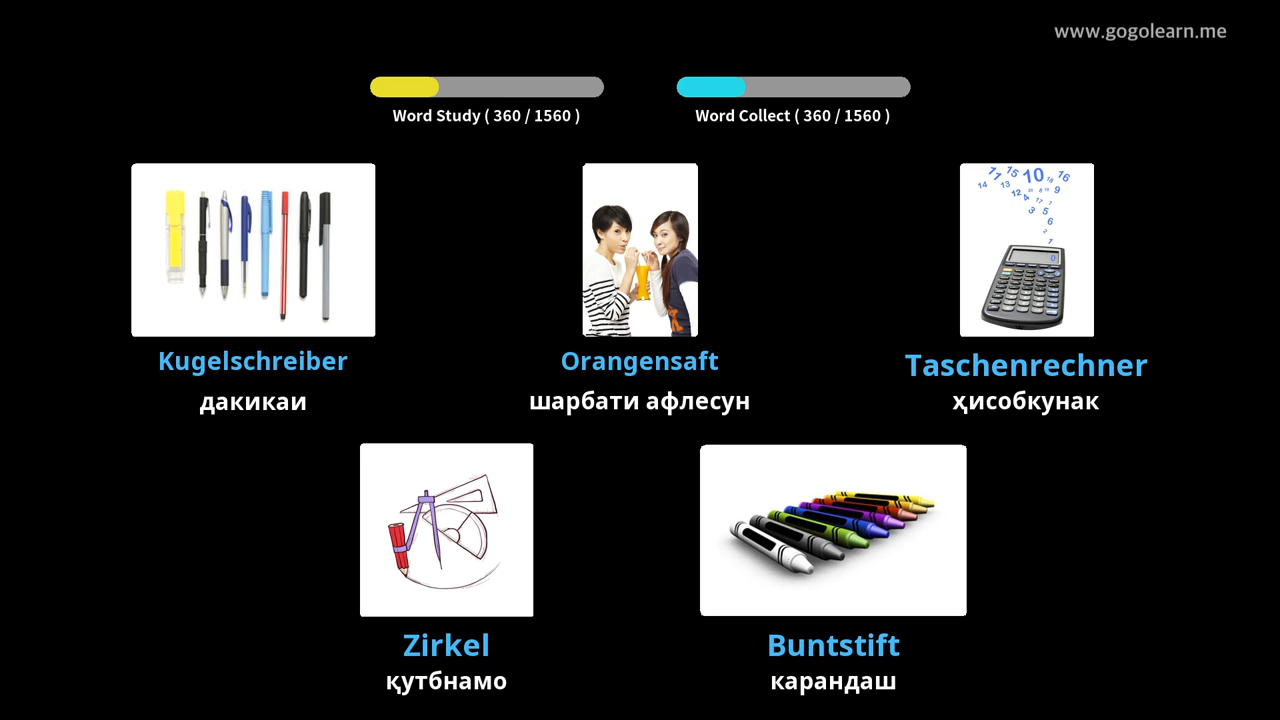 www.gogolearn.me
Word Study ( 360 / 1560 )
Word Collect ( 360 / 1560 )
Kugelschreiber
дакикаи
Orangensaft
шарбати афлесун
Taschenrechner
ҳисобкунак
Zirkel
қутбнамо
Buntstift
карандаш